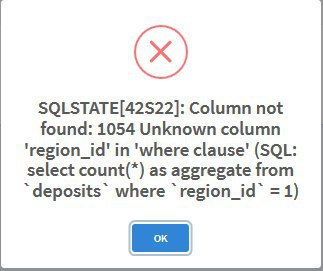 SQLSTATE[42S22]: Column not
found: 1054 Unknown column
'region_id' in 'where clause' (SQL:
select count(*) as aggregate from
`deposits` where `region_id` = 1)
OK